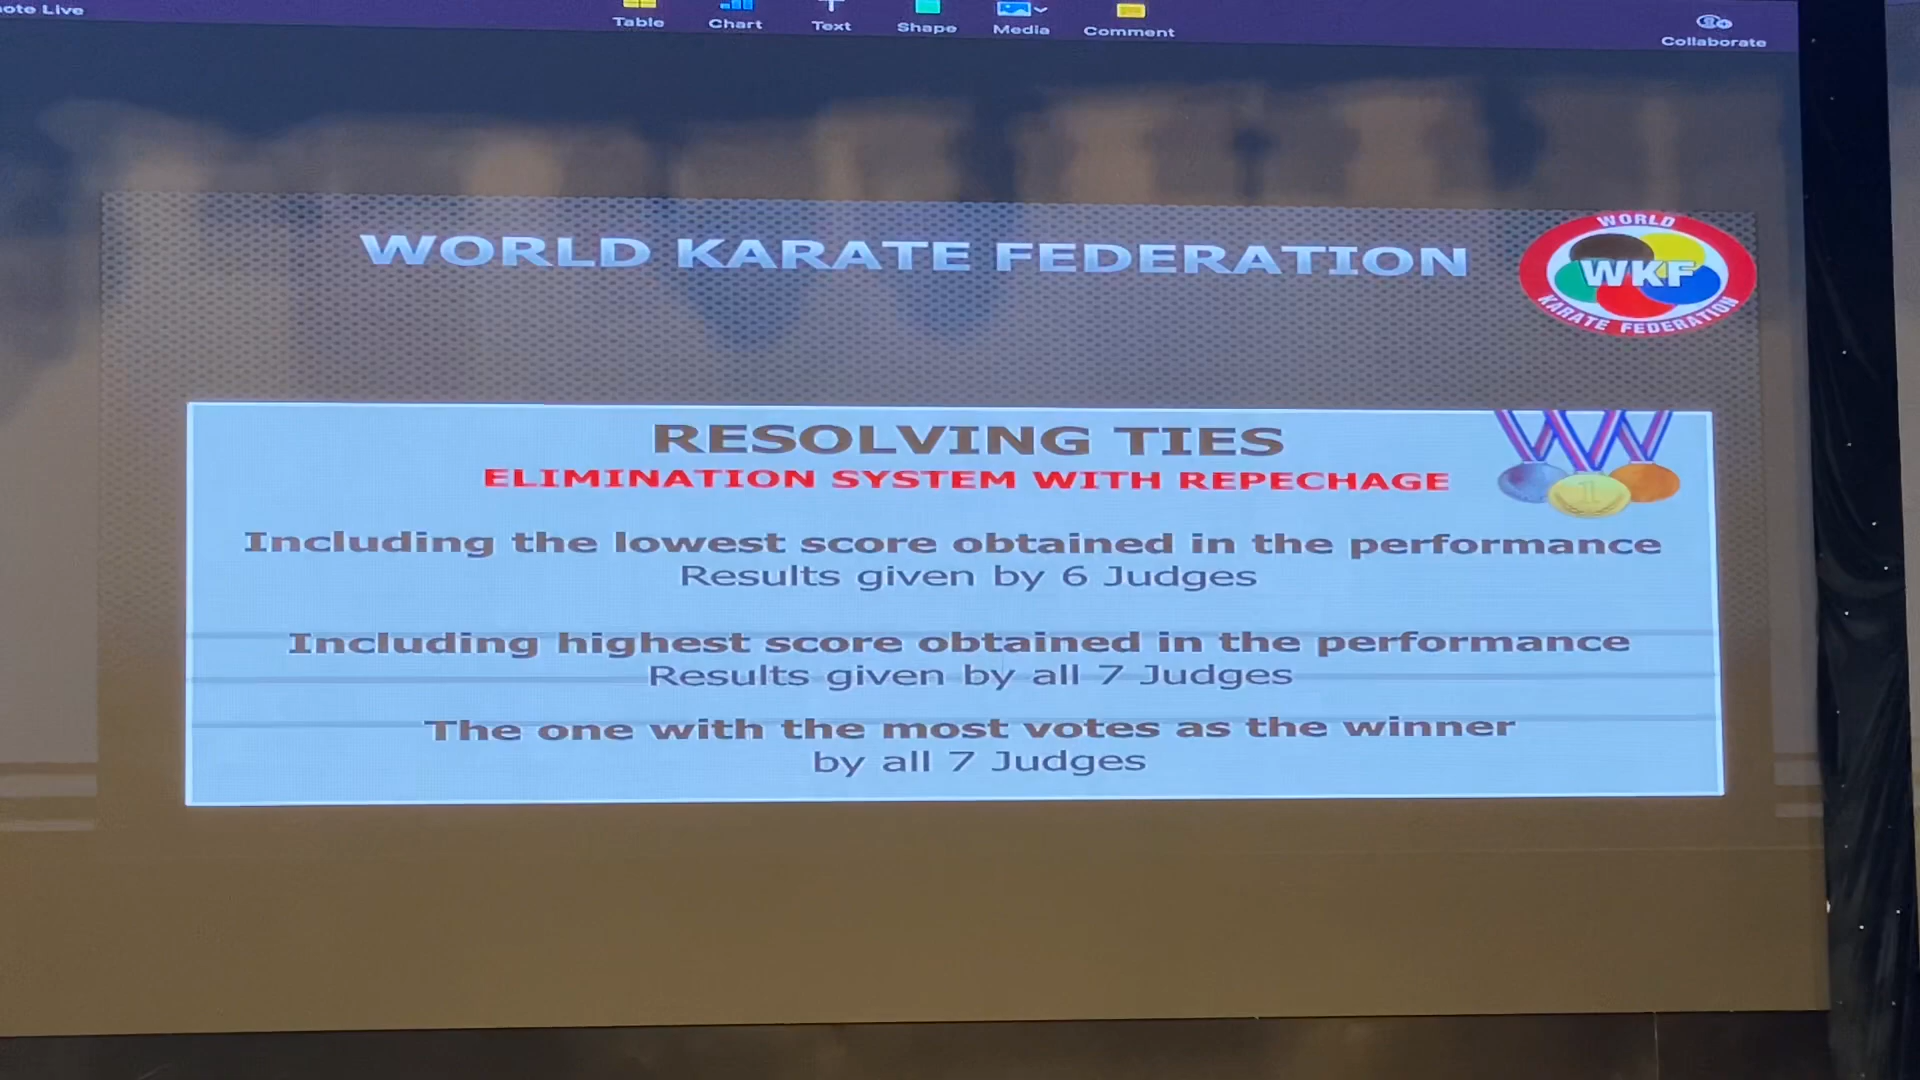 ote Live
Table
Chart
Text
Shape
Media
Comment
Collaborate
WORLD KARATE FEDERATION
WORLD
WKF
KARATE FEDERATION
RESOLVING TIES
ELIMINATION SYSTEM WITH REPECHAGE
1
Including the lowest score obtained in the performance
Results given by 6 Judges
Including highest score obtained in the performance
Results given by all 7 Judges
The one with the most votes as the winner
by all 7 Judges